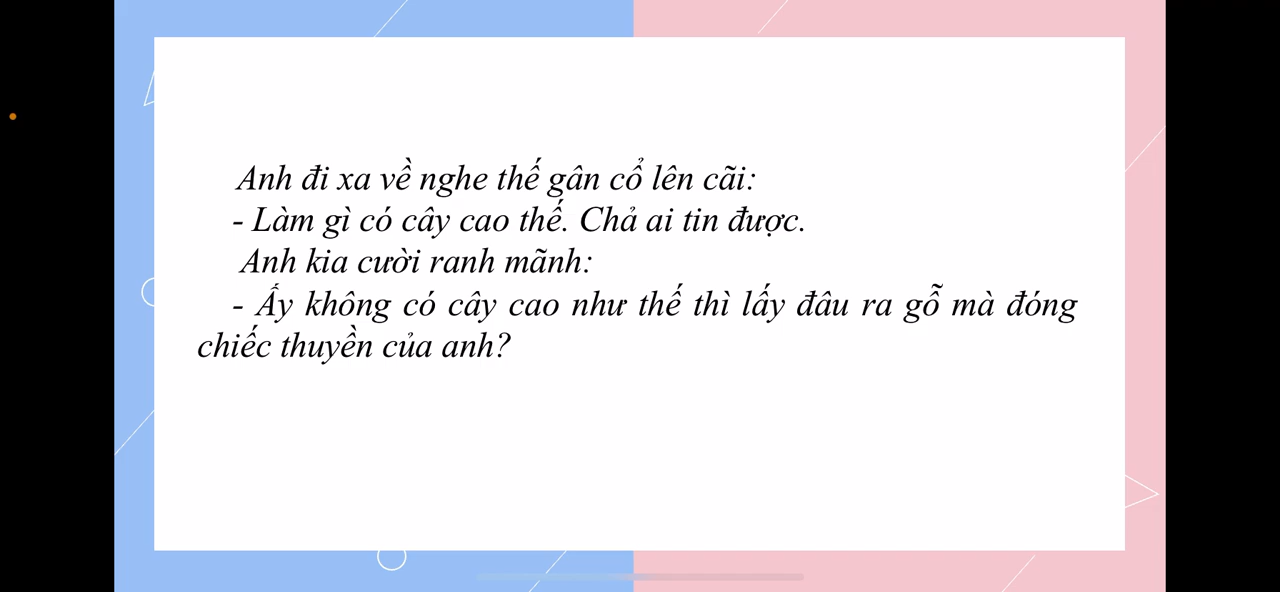 Anh đi xa về nghe thế gân cổ lên cãi:
- Làm gì có cây cao thế. Chả ai tin được.
Anh kia cười ranh mãnh:
- Ấy không có cây cao như thế thì lấy đâu ra gỗ mà đóng
chiếc thuyền của anh?